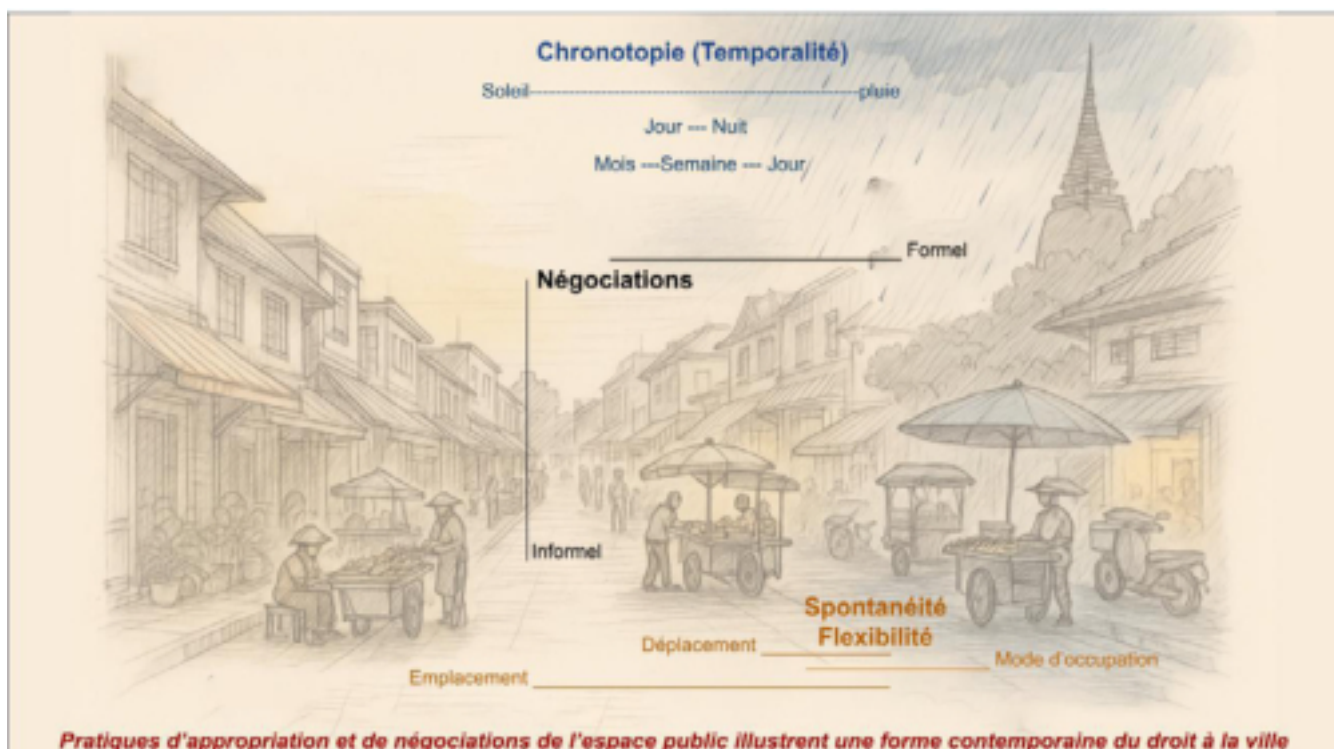 Chronotopie (Temporalité)
Soleil-----------------------------------------------pluie
Jour --- Nuit
Mois ---Semaine --- Jour
Formel
Négociations
Informel
Spontanéité
Flexibilité
Déplacement
Mode d'occupation
Emplacement
Pratiques d'appropriation et de négociations de l'espace public illustrent une forme contemporaine du droit à la ville